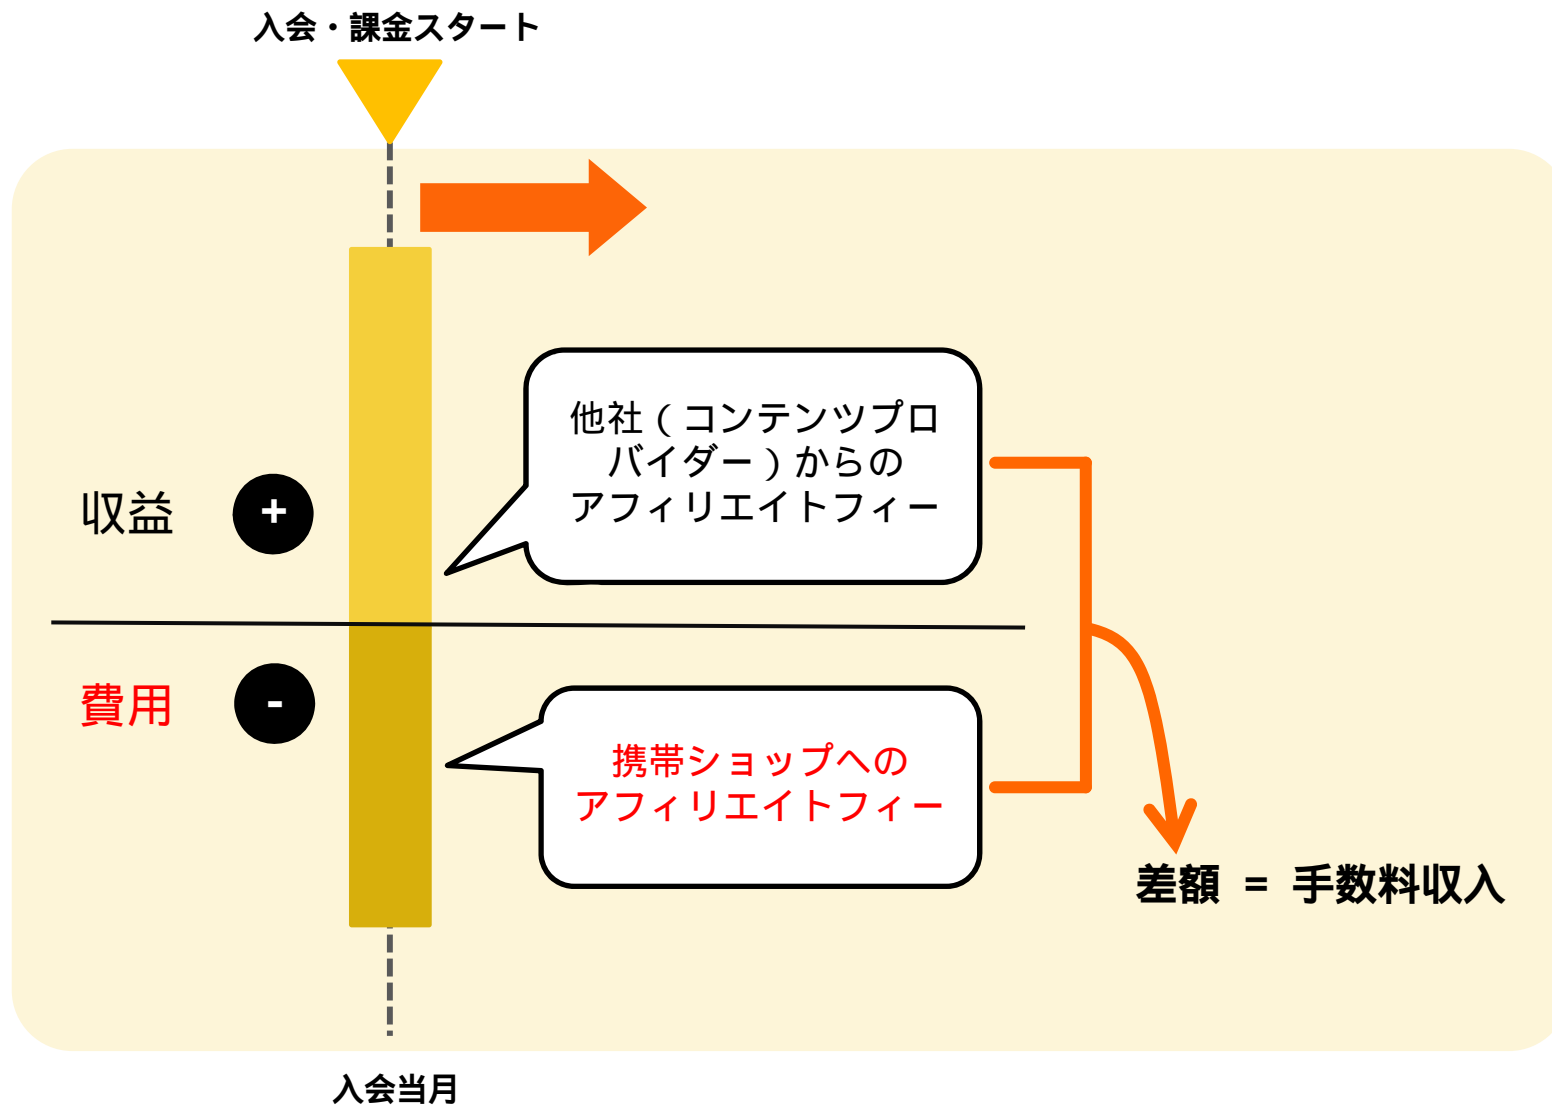 入会・課金スタート
他社（コンテンツプロ
バイダー）からの
アフィリエイトフィー
収益
+
費用
-
携帯ショップへの
アフィリエイトフィー
差額 = 手数料収入
入会当月